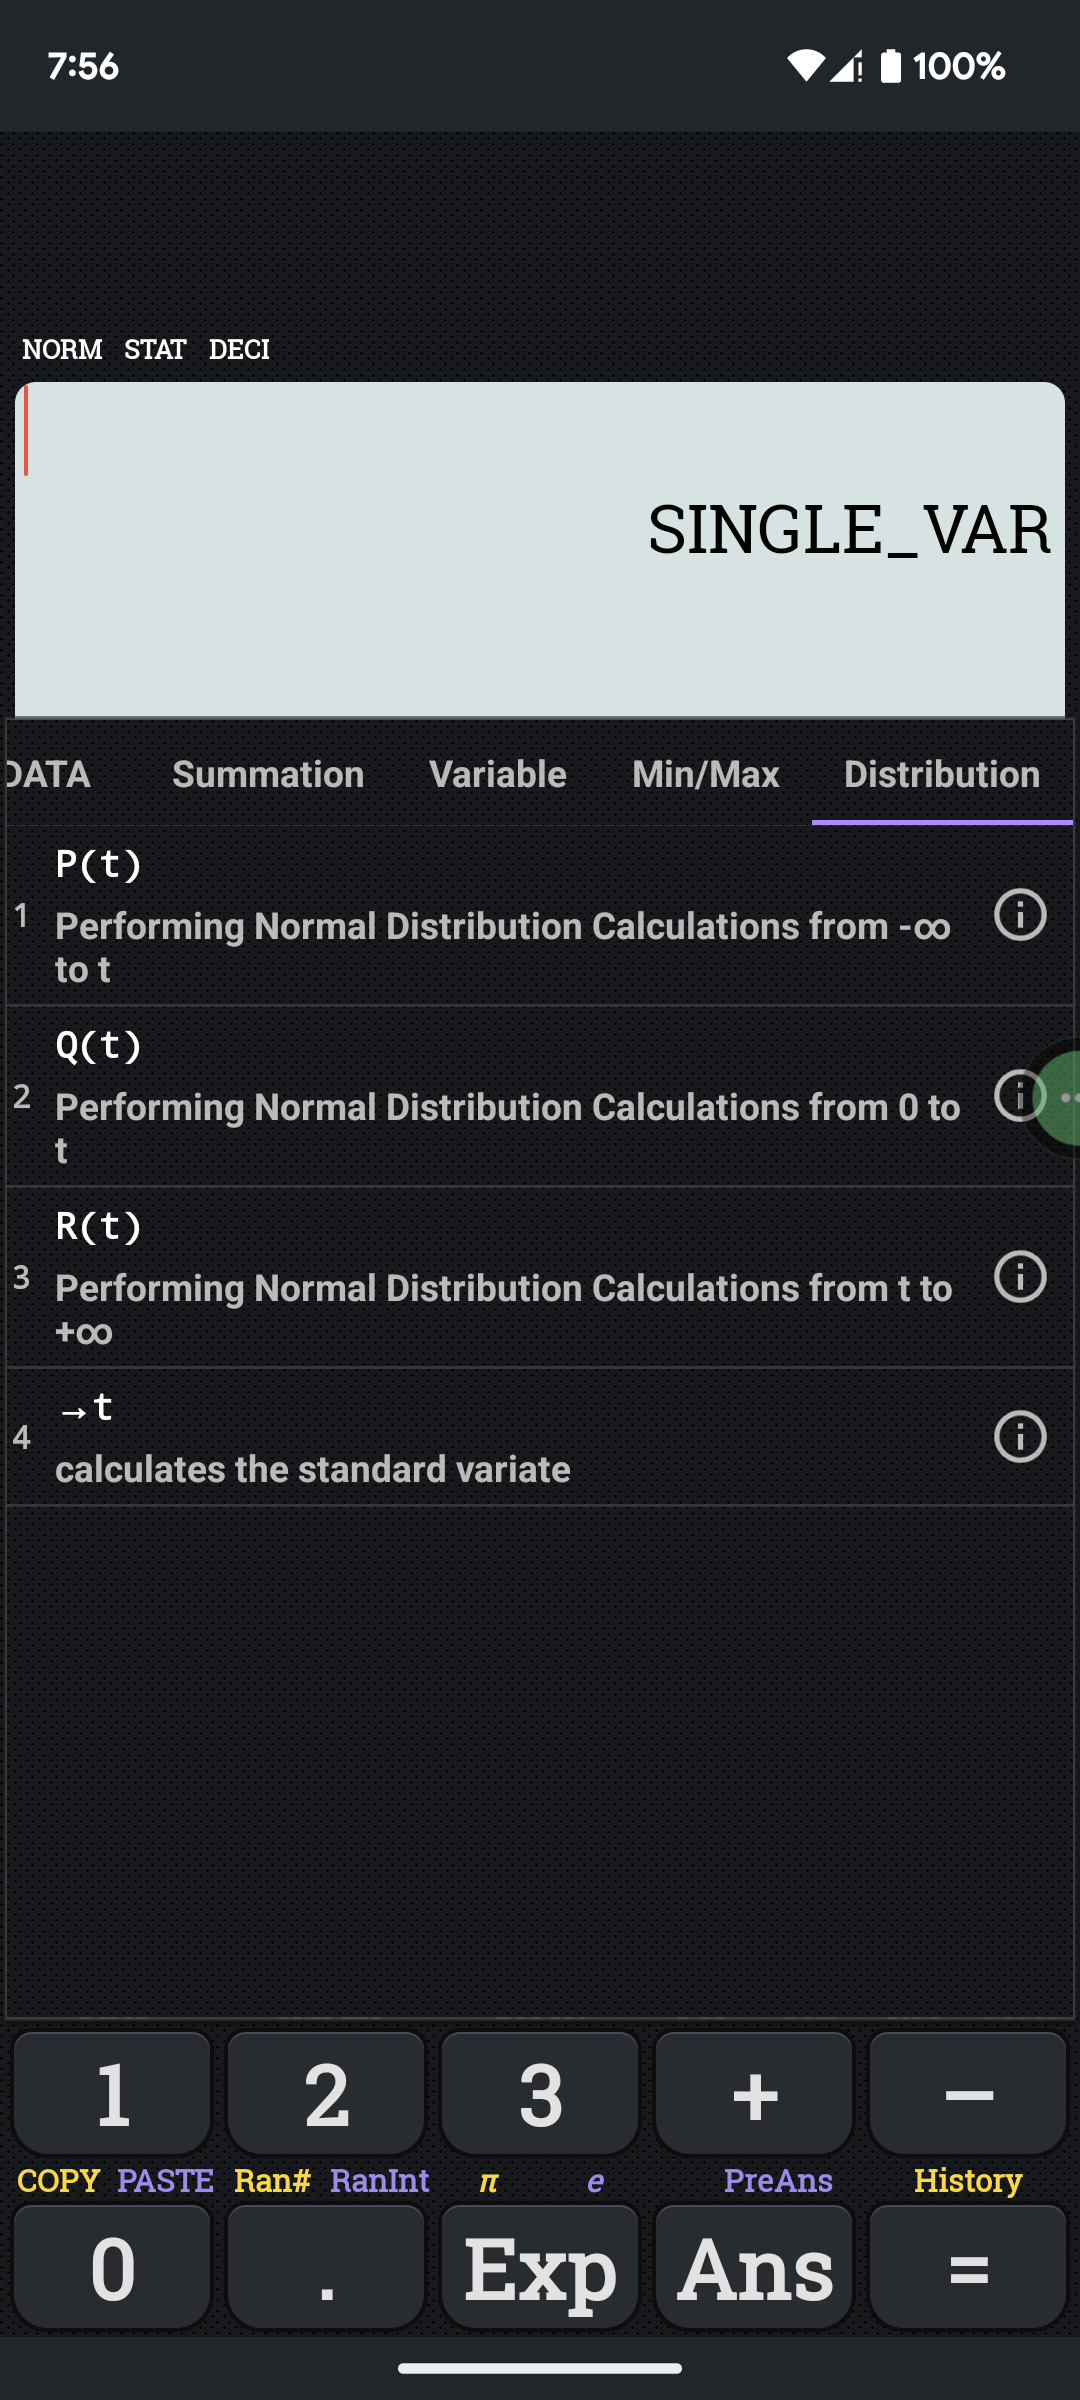 7:56
100%
NORM STAT DECI
SINGLE_VAR
DATA Summation Variable Min/Max Distribution
P(t)
1
Performing Normal Distribution Calculations from -∞
to t
Q(t)
2
Performing Normal Distribution Calculations from 0 to
t
R(t)
3
Performing Normal Distribution Calculations from t to
+∞
→t
4
calculates the standard variate
1 2 3 + −
COPY PASTE Ran# RanInt π e PreAns History
0 . Exp Ans =